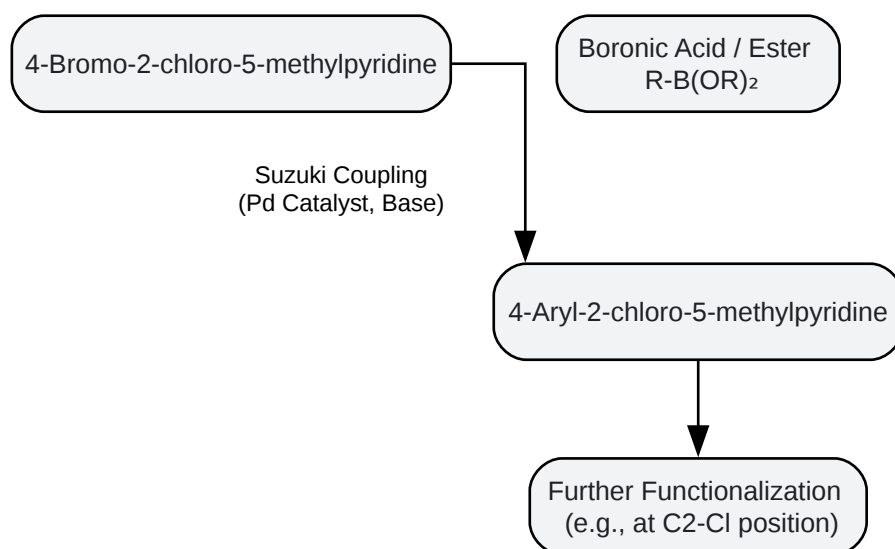 4-Bromo-2-chloro-5-methylpyridine
Boronic Acid / Ester
R-B(OR)₂
Suzuki Coupling
(Pd Catalyst, Base)
4-Aryl-2-chloro-5-methylpyridine
Further Functionalization
(e.g., at C2-Cl position)